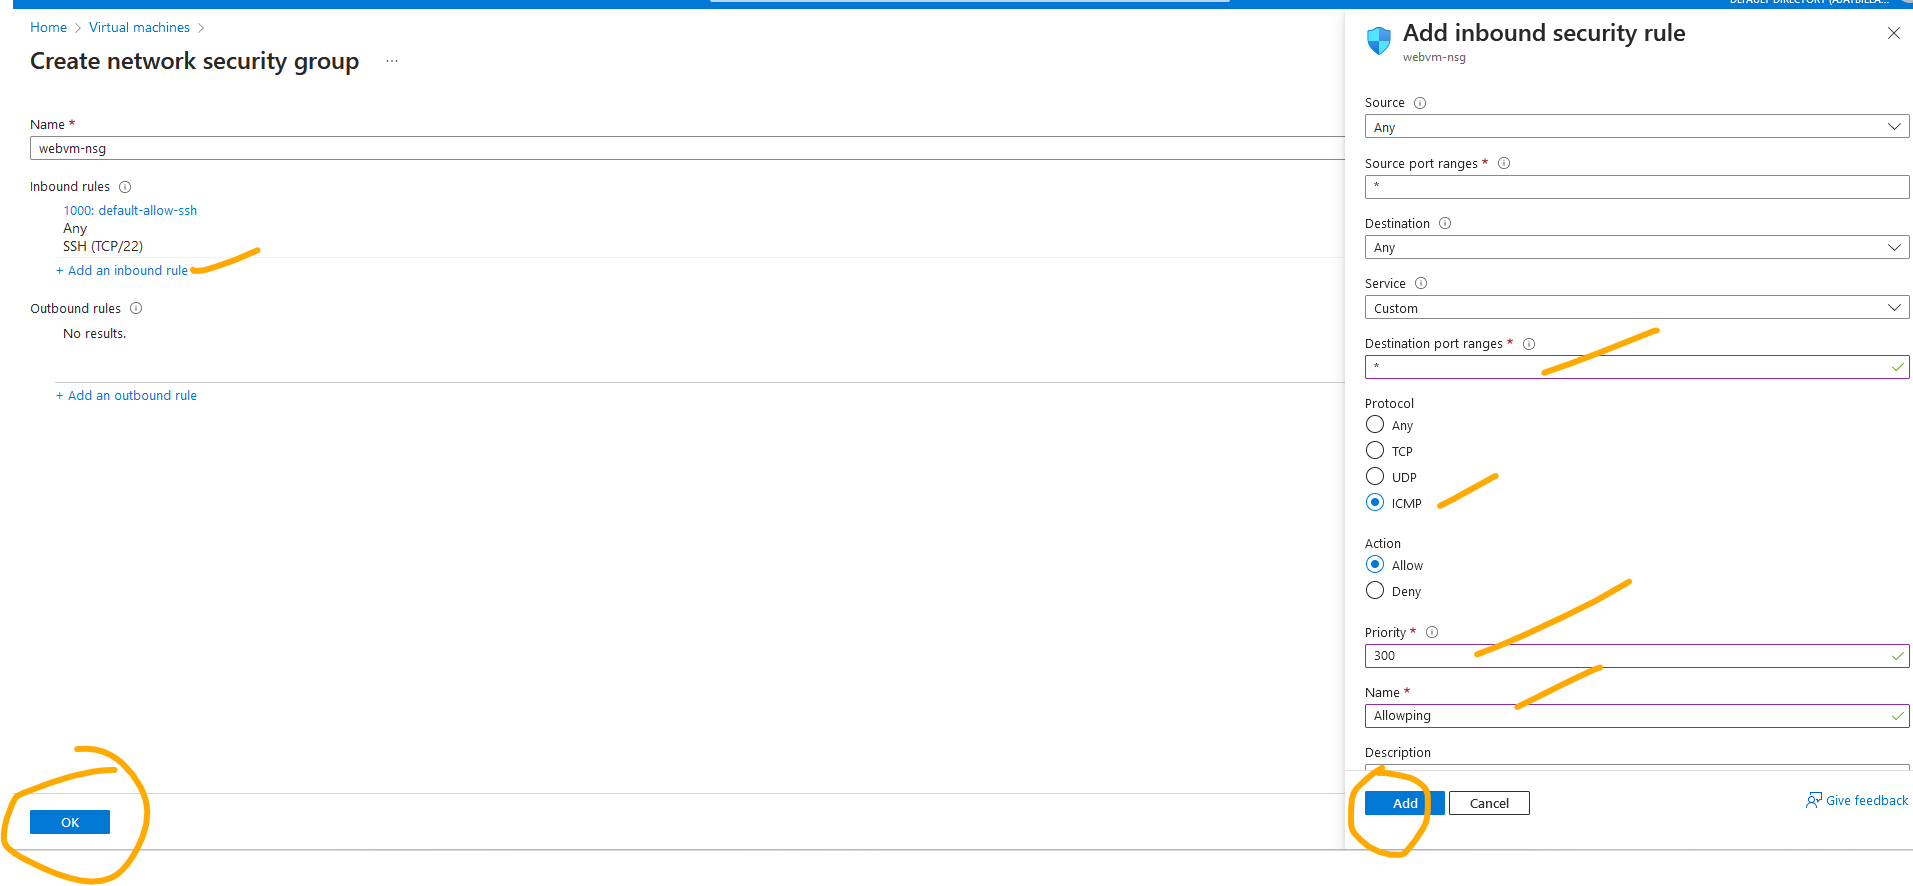 Home > Virtual machines >
Create network security group ...
Name *
webvm-nsg
Inbound rules
1000: default-allow-ssh
Any
SSH (TCP/22)
+ Add an inbound rule
Outbound rules
No results.
+ Add an outbound rule
OK
Add inbound security rule
webvm-nsg
Source
Any
Source port ranges *
*
Destination
Any
Service
Custom
Destination port ranges *
*
Protocol
Any
TCP
UDP
ICMP
Action
Allow
Deny
Priority *
300
Name *
Allowping
Description
Add Cancel
Give feedback